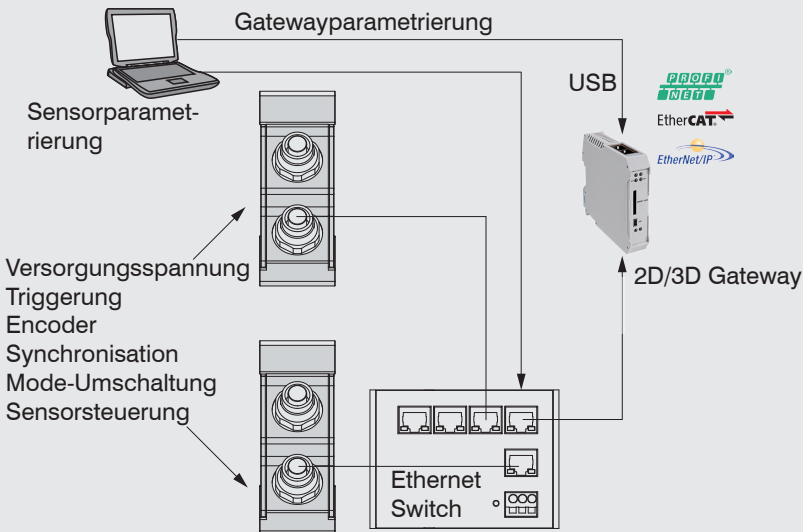 Gatewayparametrierung
USB
PROFI
NET
EtherCAT.
EtherNet/IP
Sensorparamet-
rierung
2D/3D Gateway
Versorgungsspannung
Triggerung
Encoder
Synchronisation
Mode-Umschaltung
Sensorsteuerung
Ethernet
Switch